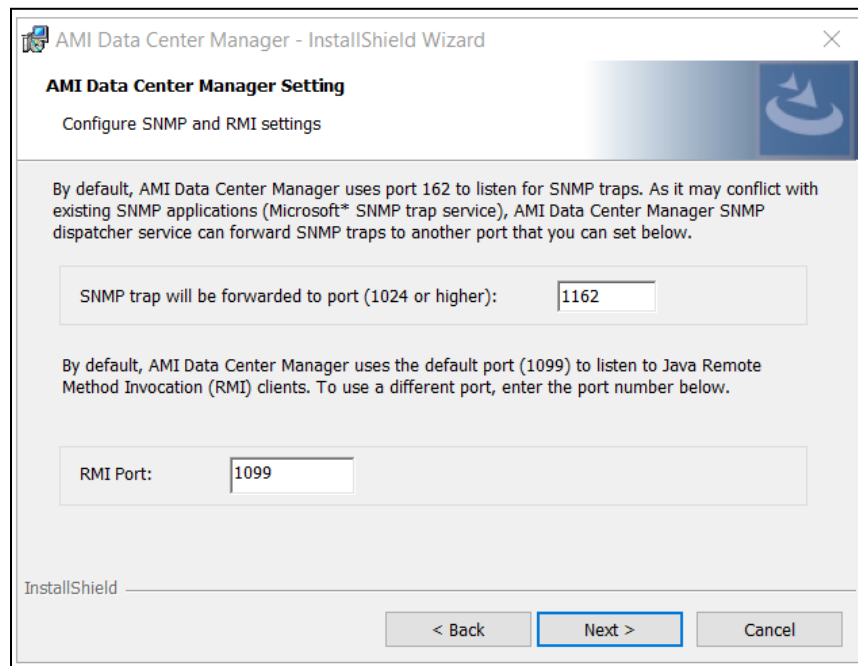 AMI Data Center Manager - InstallShield Wizard
AMI Data Center Manager Setting
Configure SNMP and RMI settings
By default, AMI Data Center Manager uses port 162 to listen for SNMP traps. As it may conflict with
existing SNMP applications (Microsoft* SNMP trap service), AMI Data Center Manager SNMP
dispatcher service can forward SNMP traps to another port that you can set below.
SNMP trap will be forwarded to port (1024 or higher): 1162
By default, AMI Data Center Manager uses the default port (1099) to listen to Java Remote
Method Invocation (RMI) clients. To use a different port, enter the port number below.
RMI Port: 1099
InstallShield
< Back Next > Cancel